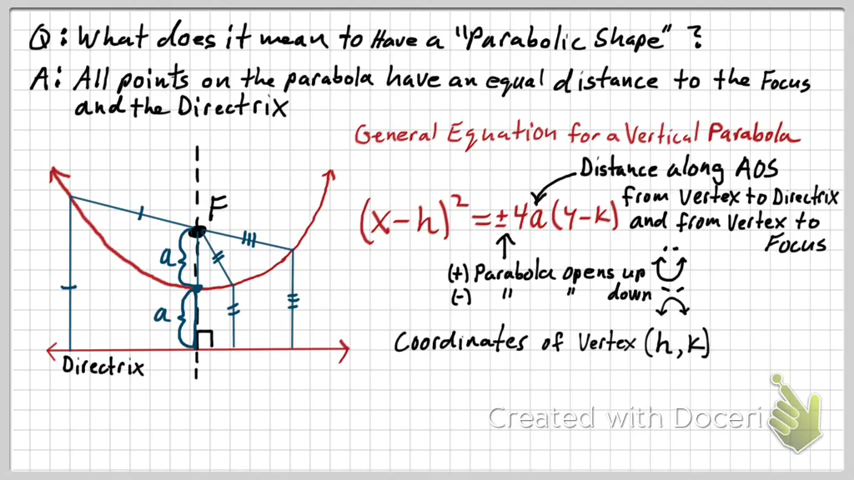 Q: What does it mean to Have a "Parabolic Shape" ?
A: All points on the parabola have an equal distance to the Focus
and the Directrix
General Equation for a Vertical Parabola
Distance along AOS
from Vertex to Directrix
and from Vertex to
Focus
(x-h)² = ± 4a(y-k)
(+) Parabola opens up
(-) " " down
Coordinates of Vertex (h, k)
F
a
a
Directrix
Created with Doceri